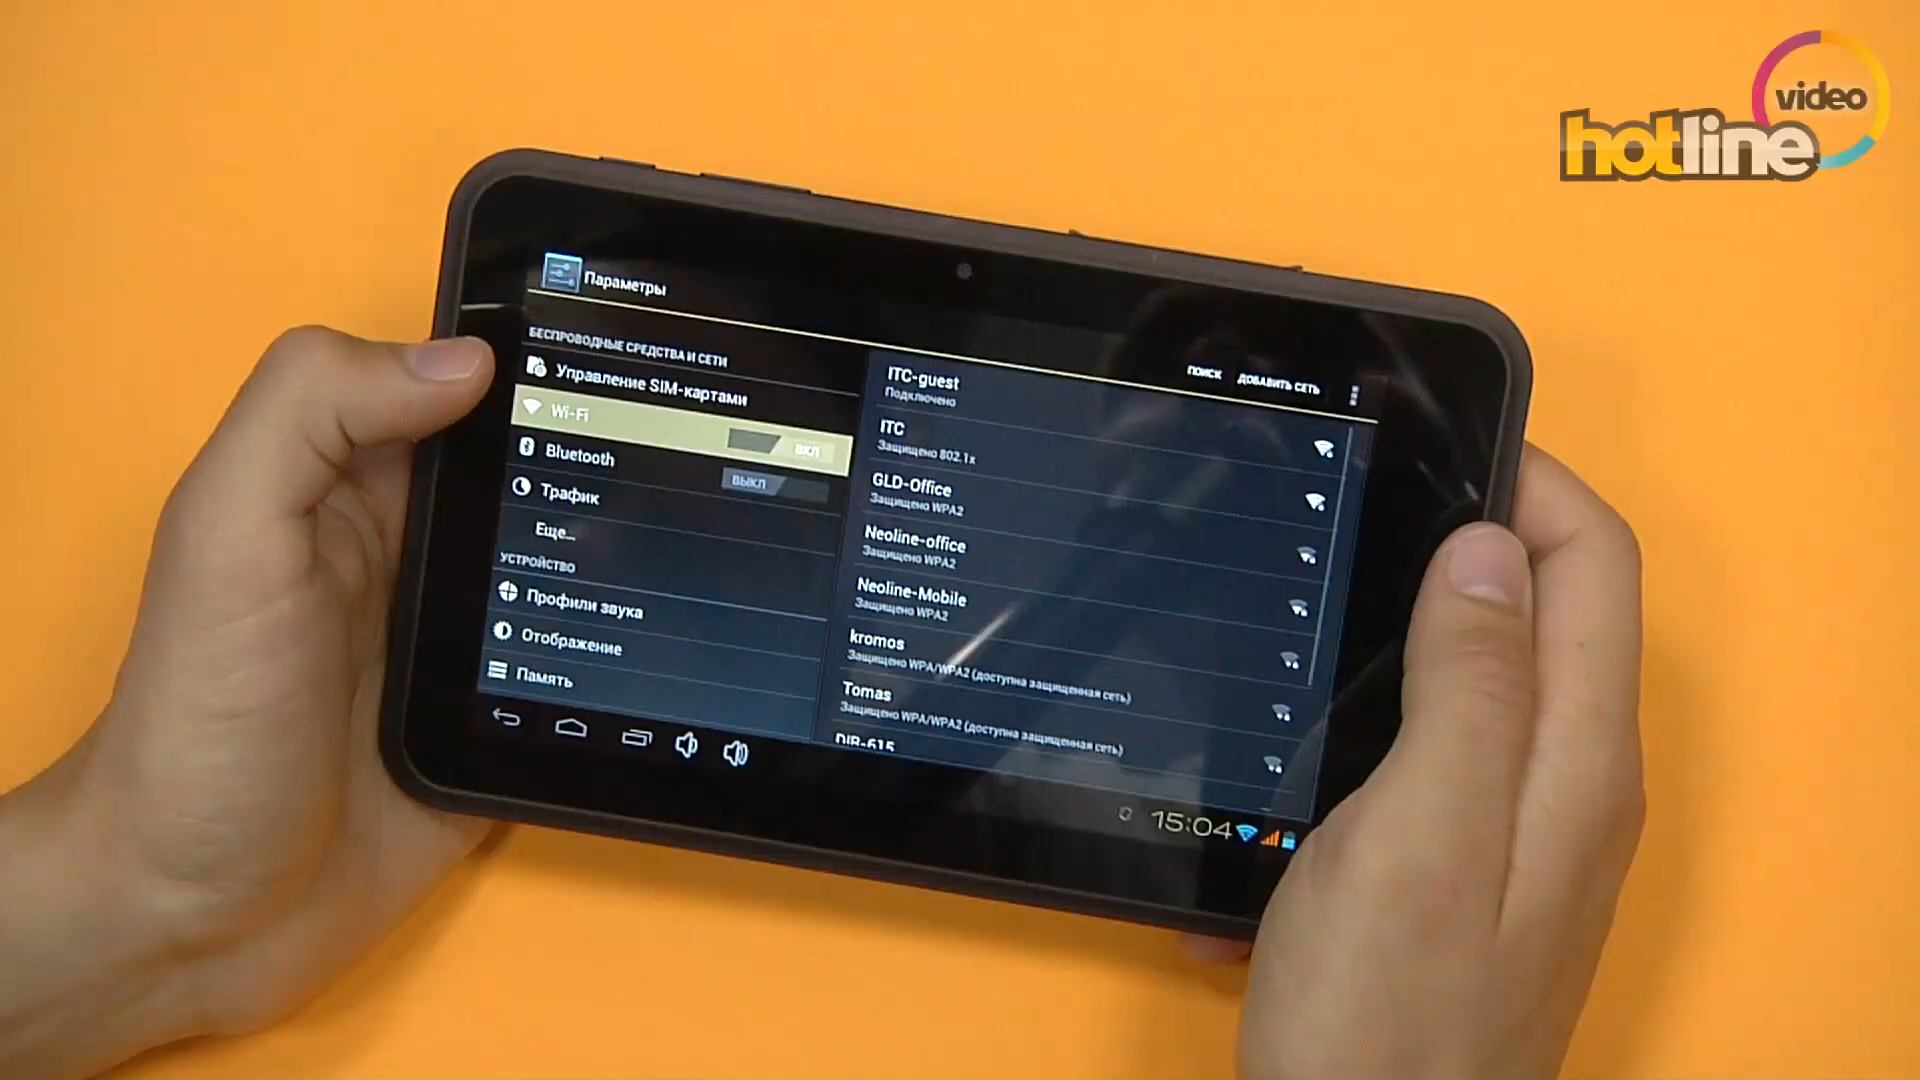 video
hotline
Параметры
БЕСПРОВОДНЫЕ СРЕДСТВА И СЕТИ
Управление SIM-картами
Wi-Fi
ВКЛ
Bluetooth
ВЫКЛ
Трафик
Еще...
УСТРОЙСТВО
Профили звука
Отображение
Память
ПОИСК
ДОБАВИТЬ СЕТЬ
ITC-guest
Подключено
ITC
Защищено 802.1x
GLD-Office
Защищено WPA2
Neoline-office
Защищено WPA2
Neoline-Mobile
Защищено WPA2
kromos
Защищено WPA/WPA2 (доступна защищенная сеть)
Tomas
Защищено WPA/WPA2 (доступна защищенная сеть)
DIR-615
15:04